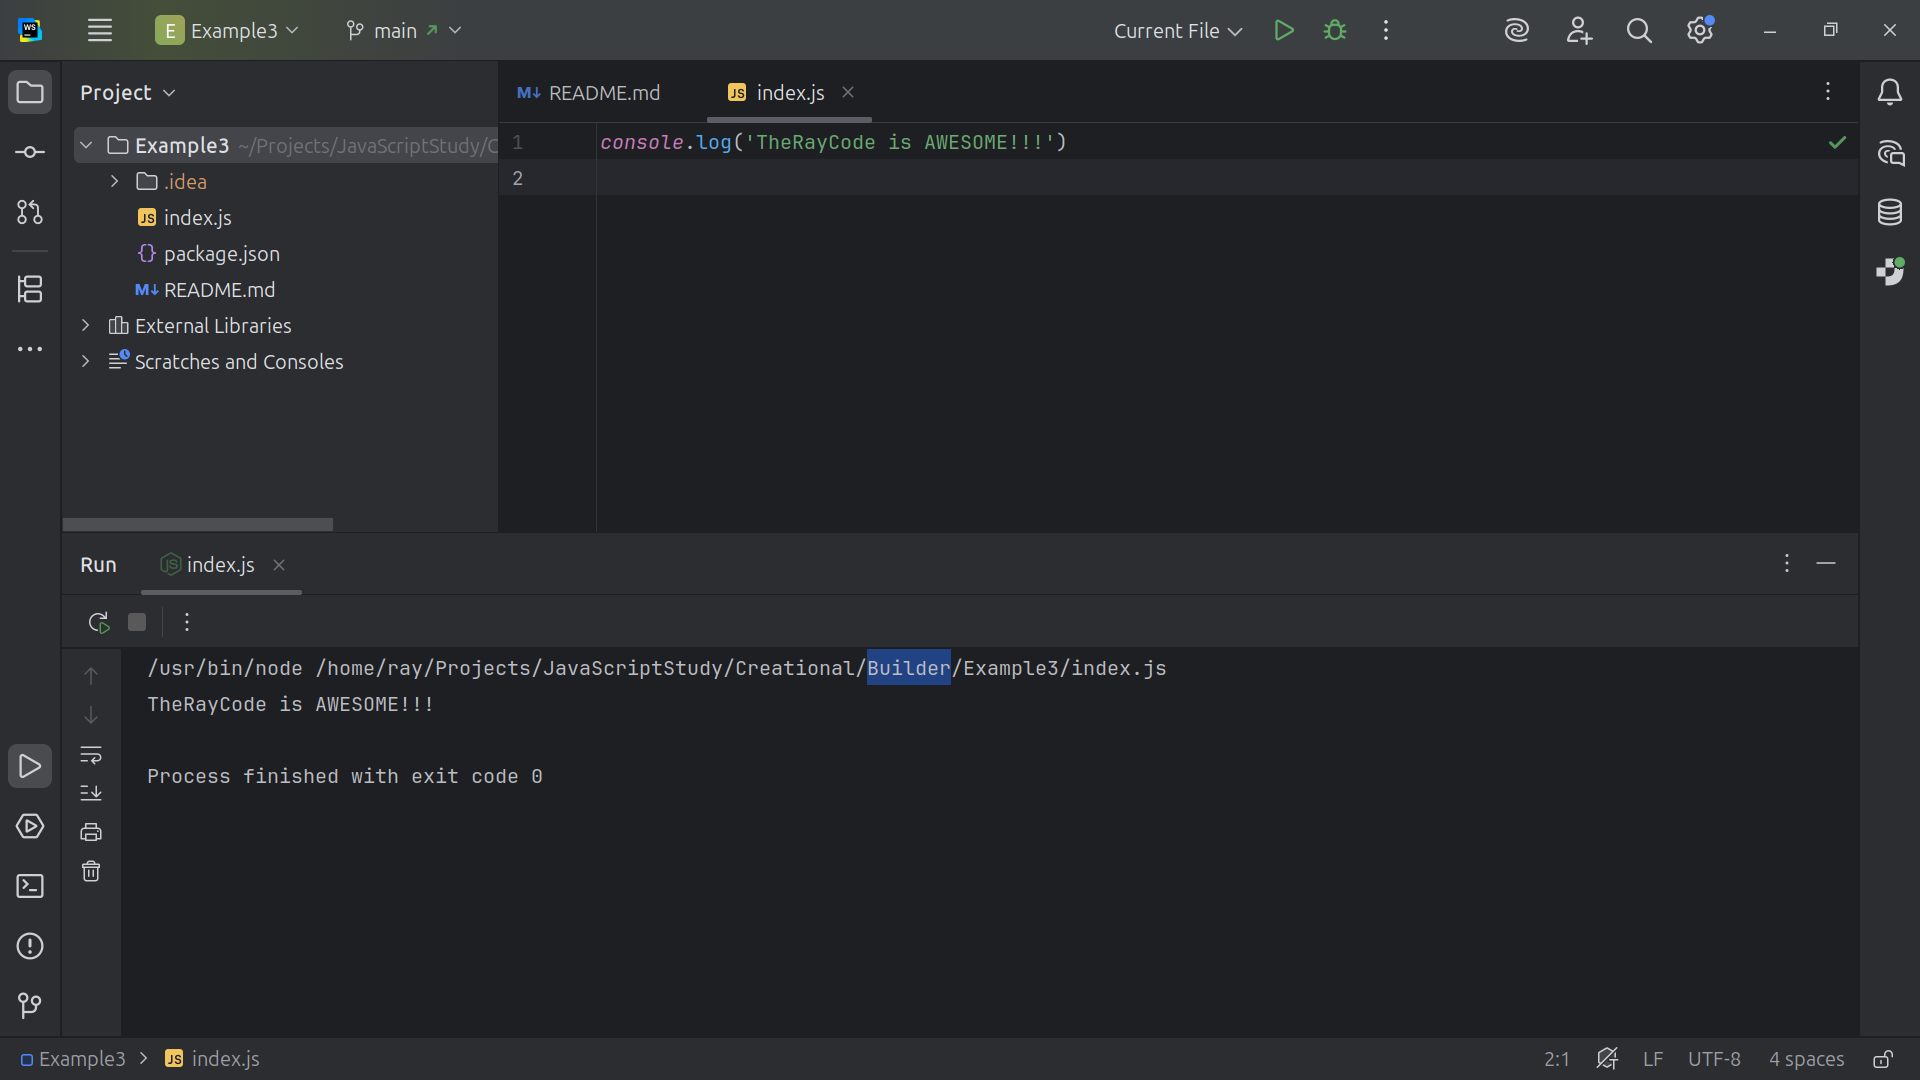 WS
E Example3
main
Current File
Project
README.md
index.js
Example3 ~/Projects/JavaScriptStudy/C
.idea
index.js
package.json
README.md
External Libraries
Scratches and Consoles
1 console.log('TheRayCode is AWESOME!!!')
2
Run
index.js
/usr/bin/node /home/ray/Projects/JavaScriptStudy/Creational/Builder/Example3/index.js
TheRayCode is AWESOME!!!
Process finished with exit code 0
Example3 > index.js
2:1
LF
UTF-8
4 spaces